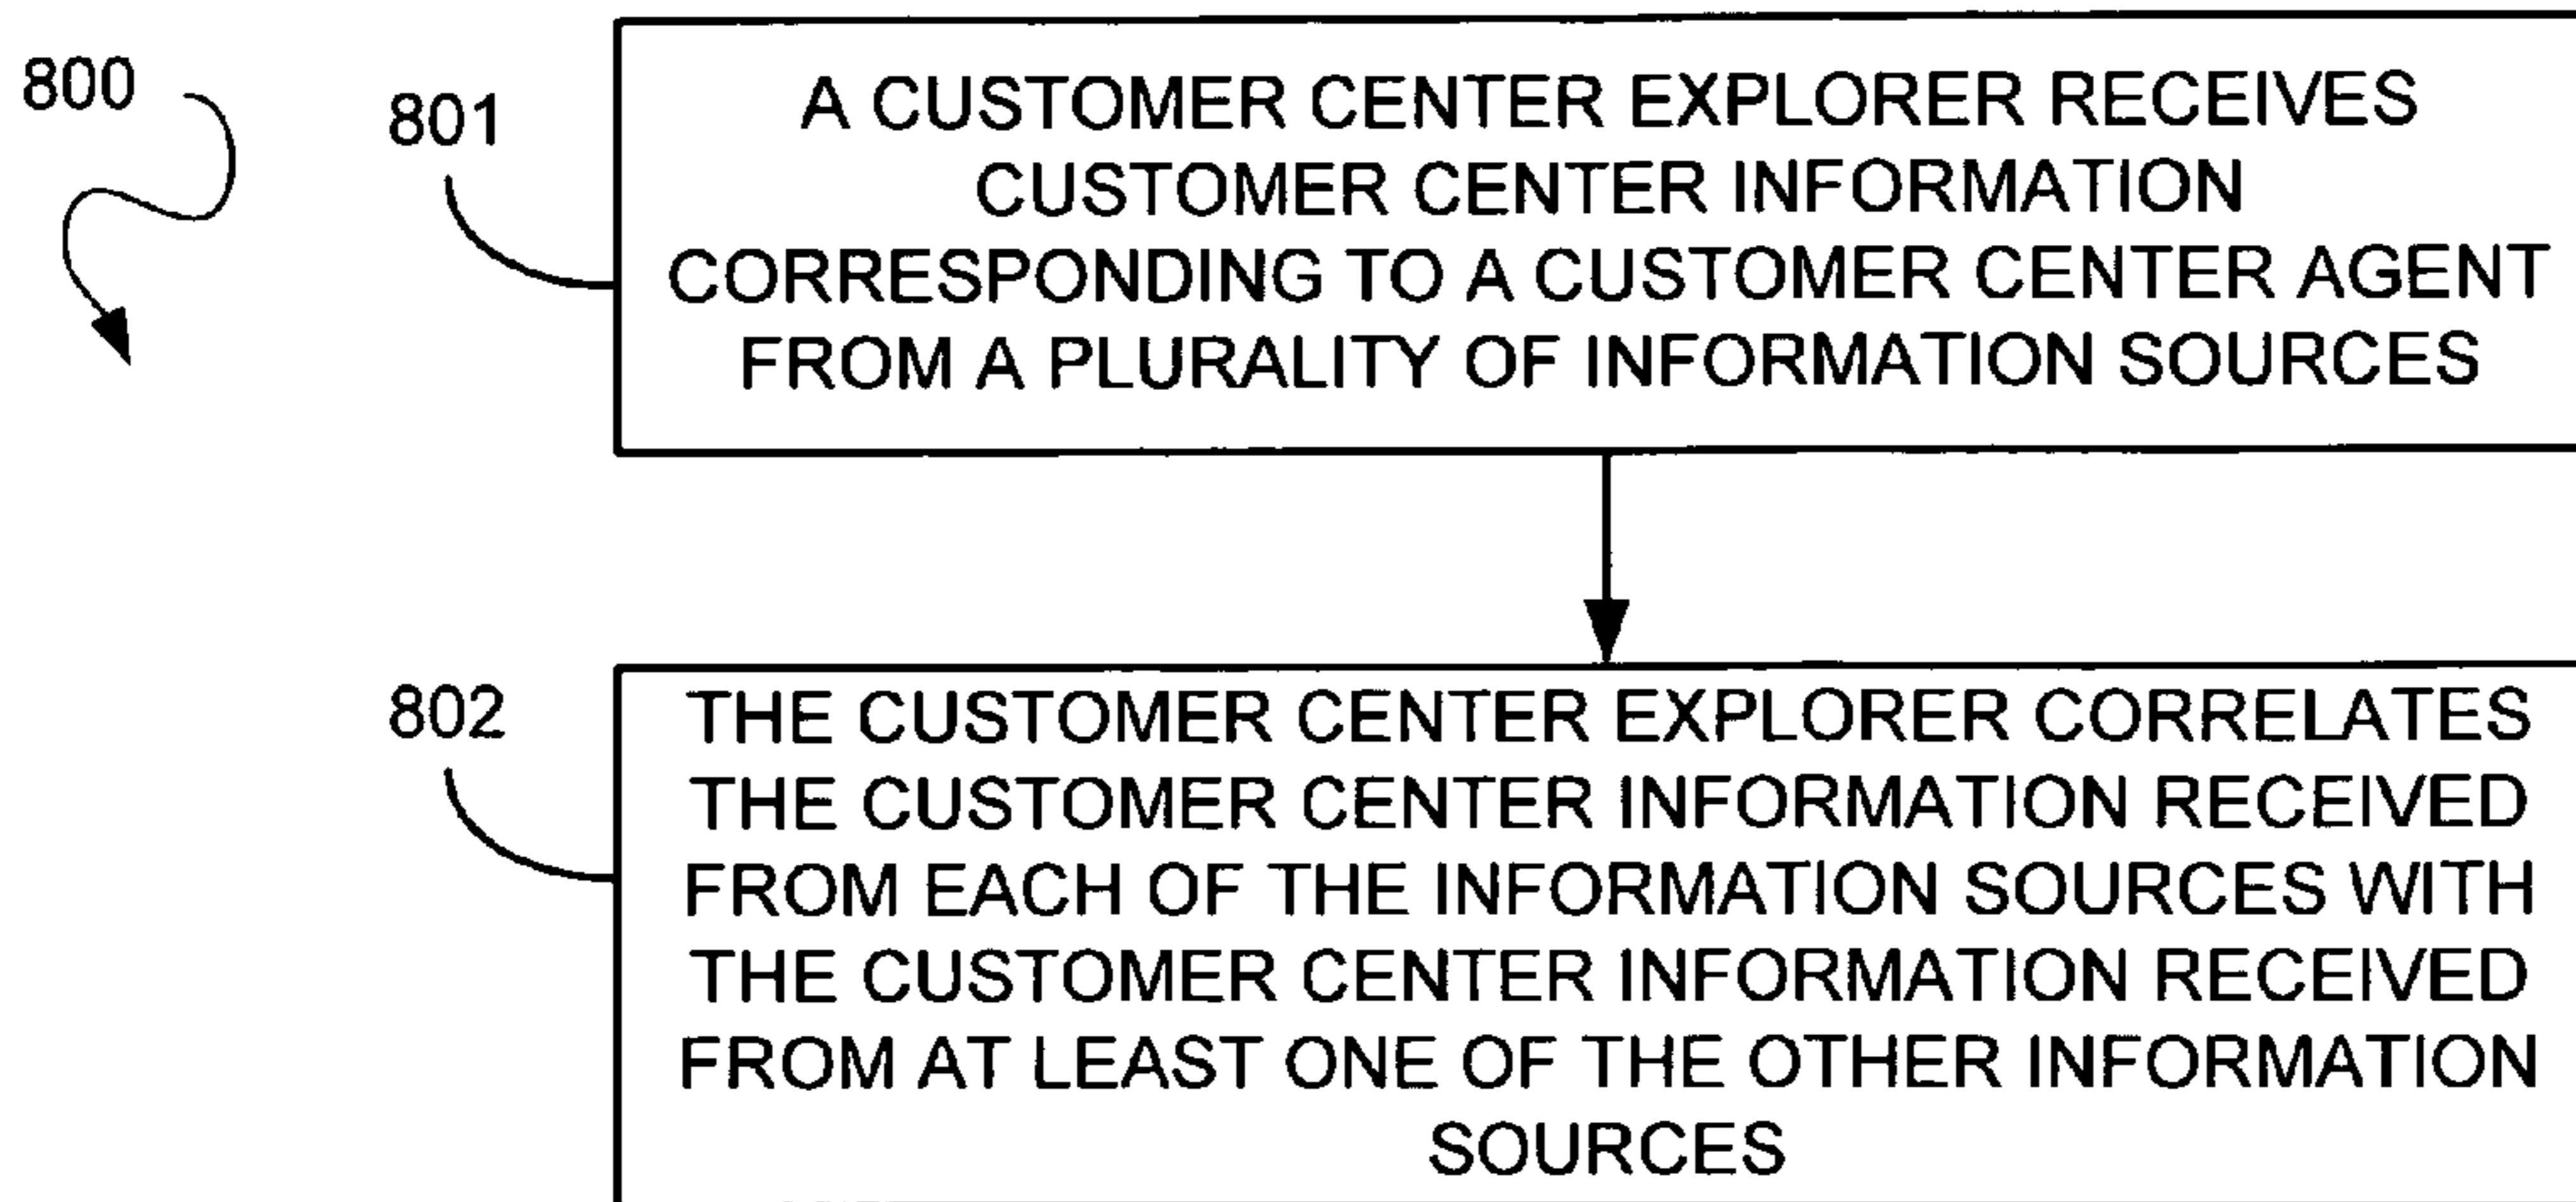 800
801
A CUSTOMER CENTER EXPLORER RECEIVES
CUSTOMER CENTER INFORMATION
CORRESPONDING TO A CUSTOMER CENTER AGENT
FROM A PLURALITY OF INFORMATION SOURCES
802
THE CUSTOMER CENTER EXPLORER CORRELATES
THE CUSTOMER CENTER INFORMATION RECEIVED
FROM EACH OF THE INFORMATION SOURCES WITH
THE CUSTOMER CENTER INFORMATION RECEIVED
FROM AT LEAST ONE OF THE OTHER INFORMATION
SOURCES